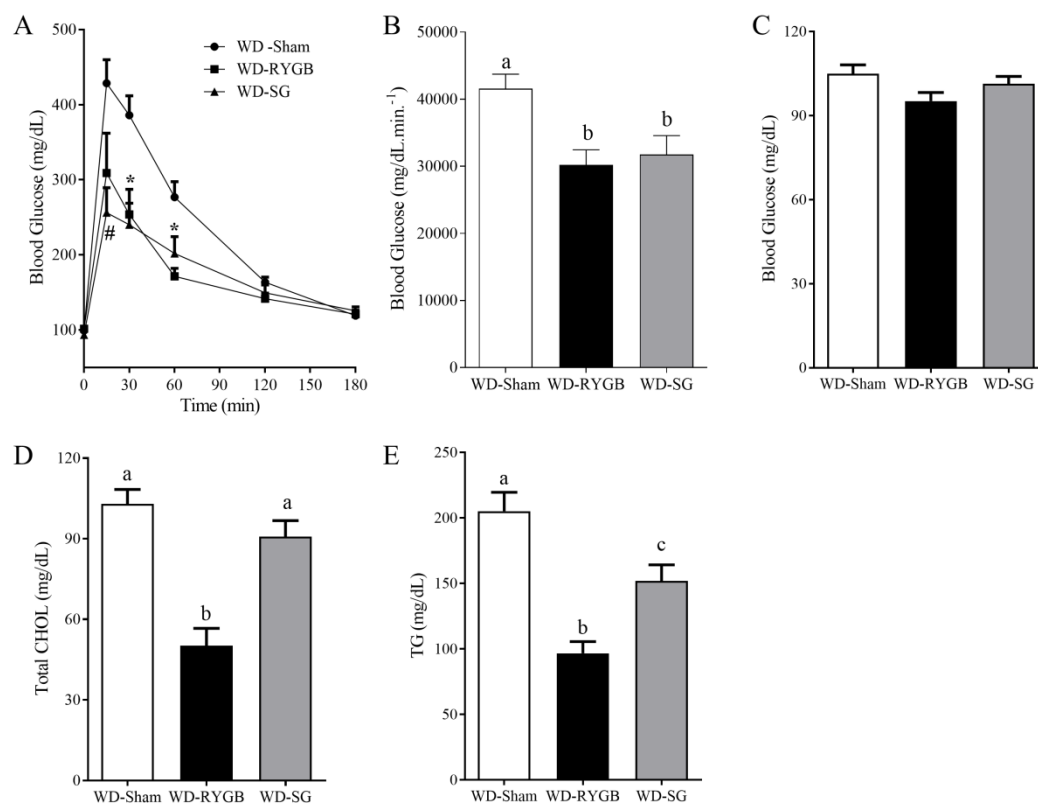 A
Blood Glucose (mg/dL)
500
400
300
200
100
WD -Sham
WD-RYGB
WD-SG
*
*
#
0 30 60 120 180
Time (min)
B
Blood Glucose (mg/dL.min.⁻¹)
50000
40000
30000
20000
10000
0
a
b
b
WD-Sham WD-RYGB WD-SG
C
Blood Glucose (mg/dL)
120
90
60
30
0
WD-Sham WD-RYGB WD-SG
D
Total CHOL (mg/dL)
120
90
60
30
0
a
b
a
WD-Sham WD-RYGB WD-SG
E
TG (mg/dL)
250
200
150
100
50
0
a
b
c
WD-Sham WD-RYGB WD-SG